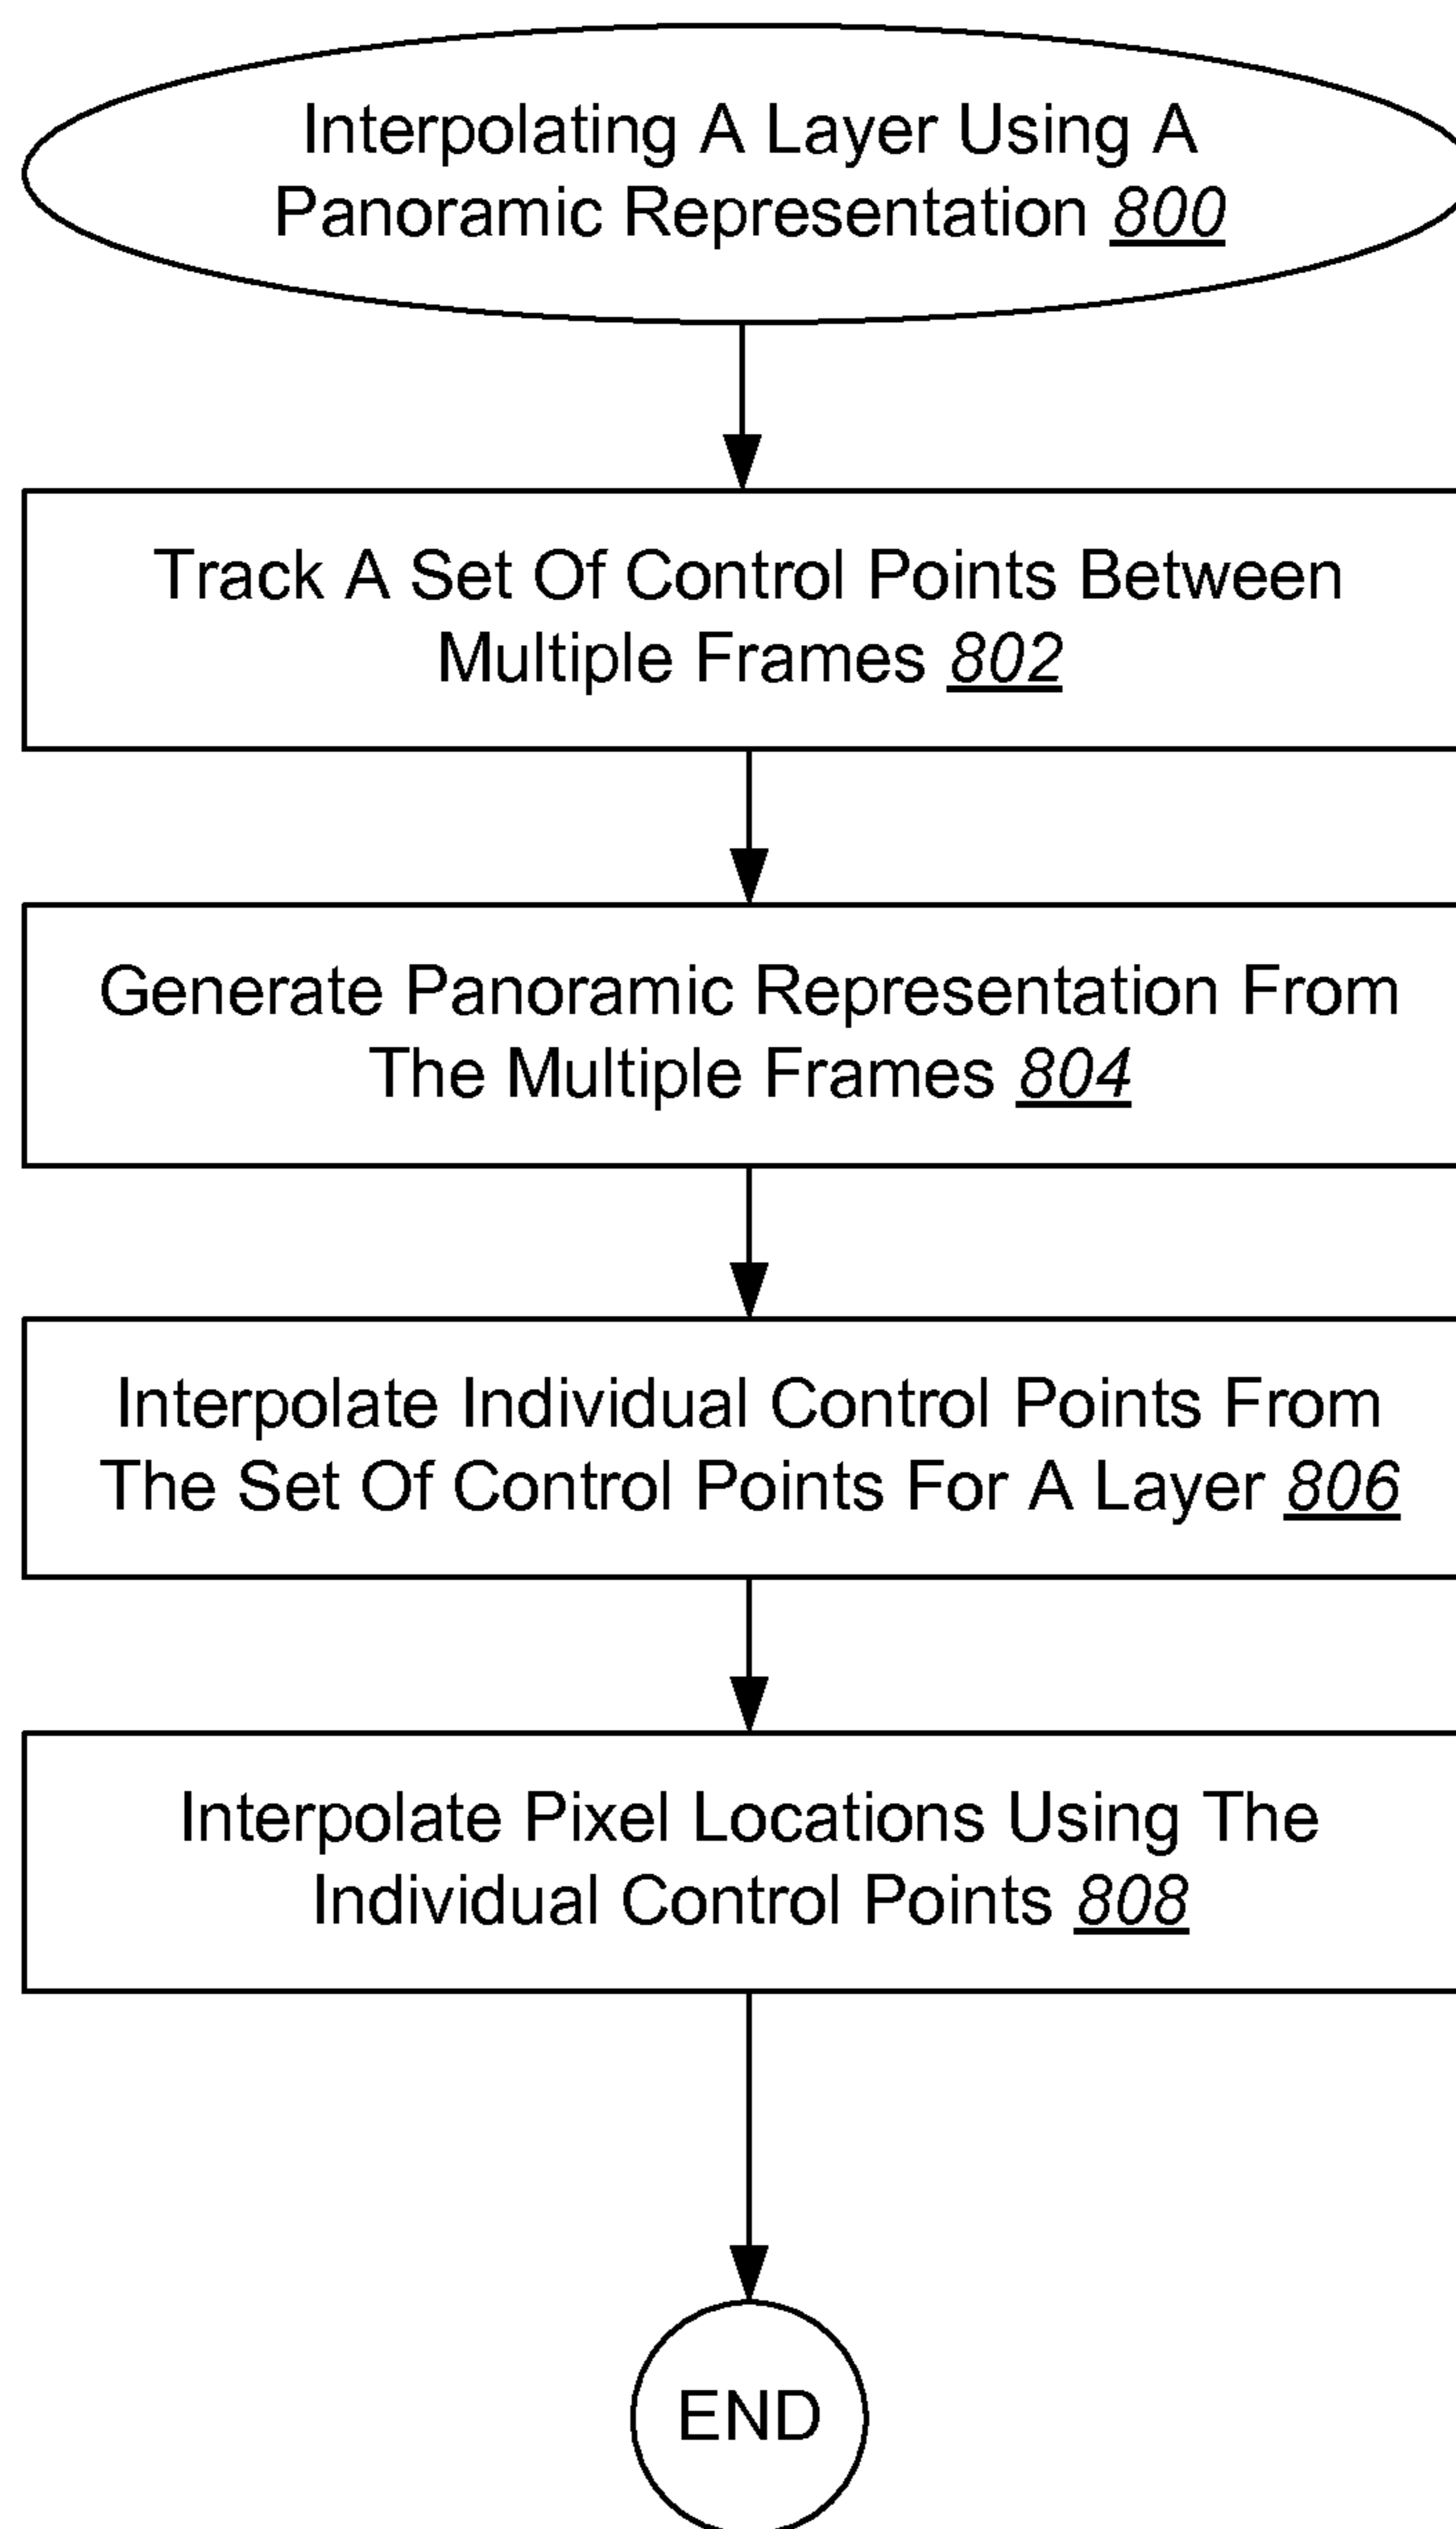 Interpolating A Layer Using A
Panoramic Representation 800
Track A Set Of Control Points Between
Multiple Frames 802
Generate Panoramic Representation From
The Multiple Frames 804
Interpolate Individual Control Points From
The Set Of Control Points For A Layer 806
Interpolate Pixel Locations Using The
Individual Control Points 808
END